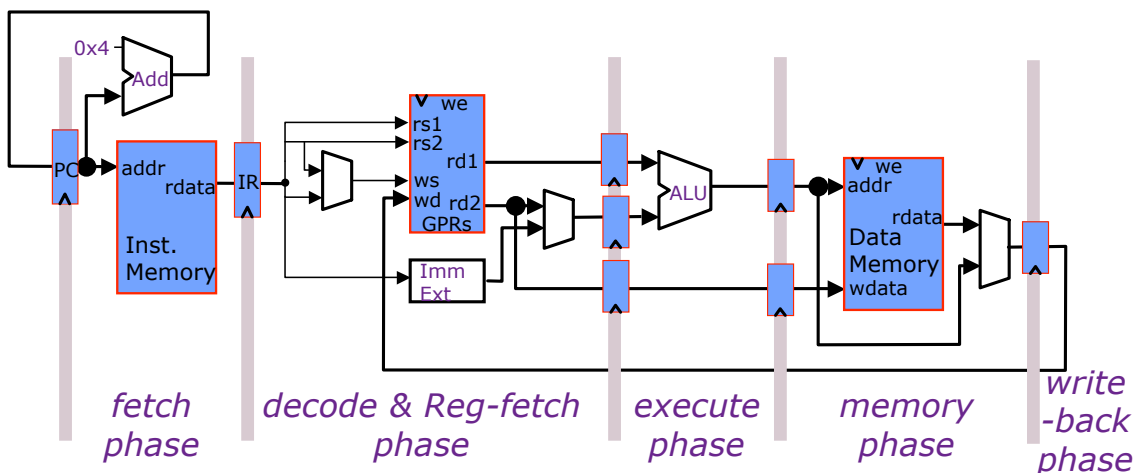 0x4
Add
PC
addr
rdata
Inst.
Memory
IR
we
rs1
rs2
rd1
ws
wd
rd2
GPRs
Imm
Ext
ALU
we
addr
rdata
Data
Memory
wdata
fetch
phase
decode & Reg-fetch
phase
execute
phase
memory
phase
write
-back
phase